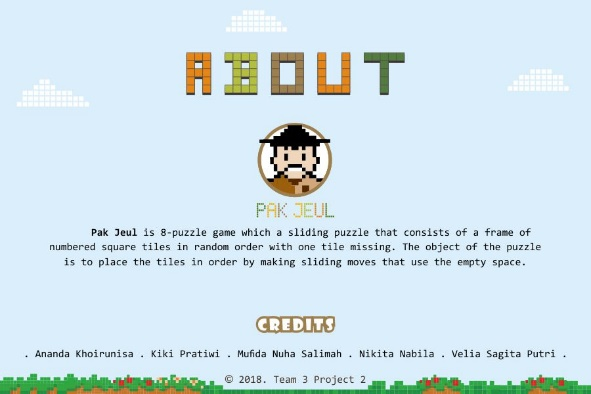 ABOUT
PAK JEUL
Pak Jeul is 8-puzzle game which a sliding puzzle that consists of a frame of
numbered square tiles in random order with one tile missing. The object of the puzzle
is to place the tiles in order by making sliding moves that use the empty space.
CREDITS
. Ananda Khoirunisa . Kiki Pratiwi . Mufida Nuha Salimah . Nikita Nabila . Velia Sagita Putri .
© 2018. Team 3 Project 2